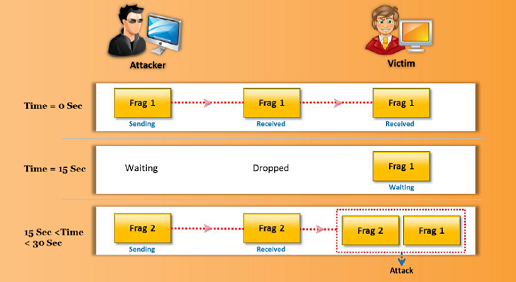 Attacker
Victim
Time = 0 Sec
Frag 1
Frag 1
Frag 1
Sending
Received
Received
Time = 15 Sec
Waiting
Dropped
Frag 1
Waiting
15 Sec <Time
< 30 Sec
Frag 2
Frag 2
Frag 2
Frag 1
Sending
Received
Attack